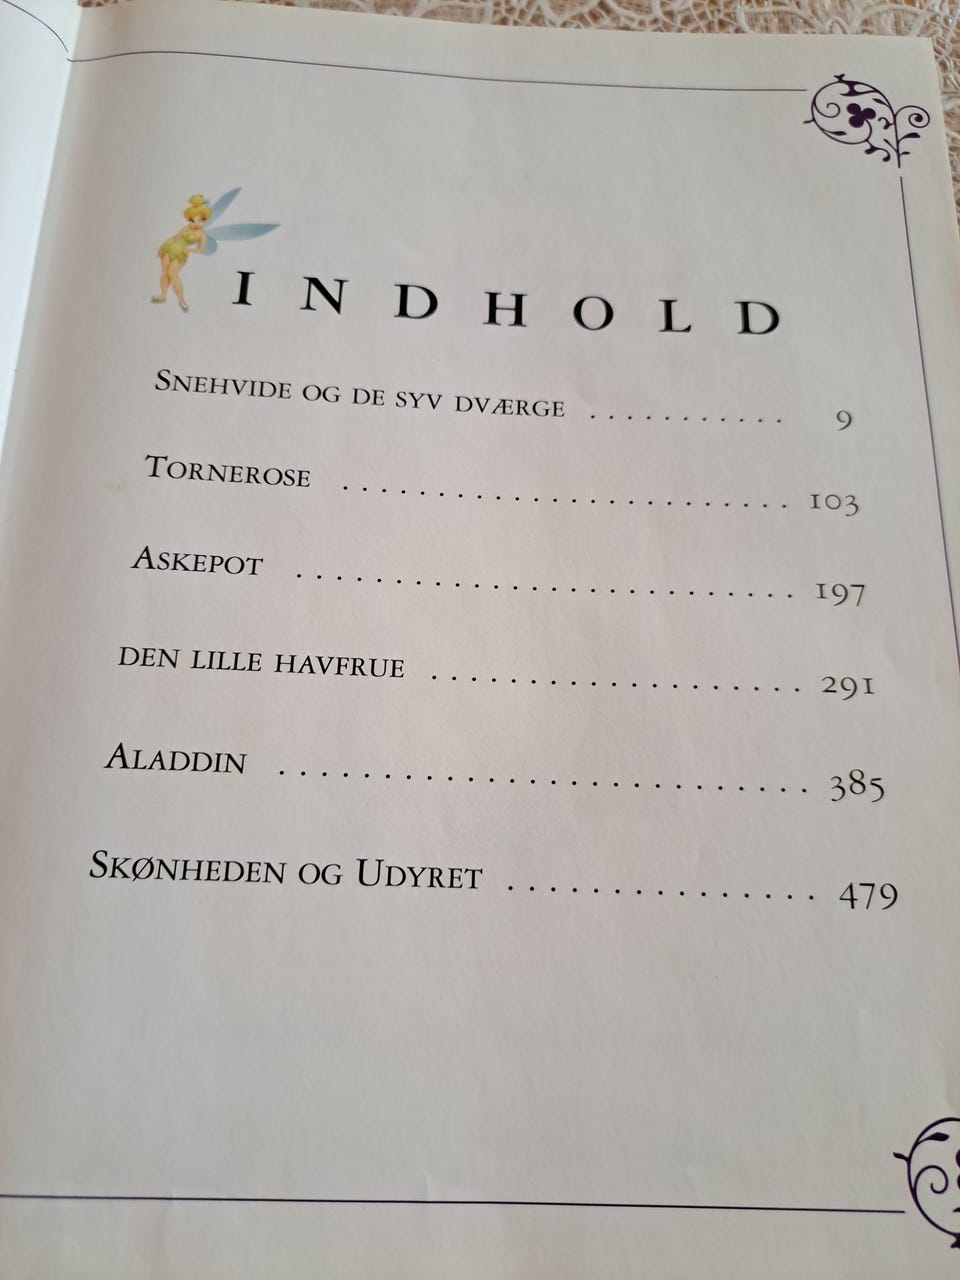 INDHOLD
SNEHVIDE OG DE SYV DVÆRGE . . . . . . . . . . . 9
TORNEROSE . . . . . . . . . . . . . . . . . . . . . . . 103
ASKEPOT . . . . . . . . . . . . . . . . . . . . . . . . . . 197
DEN LILLE HAVFRUE . . . . . . . . . . . . . . . . . . . 291
ALADDIN . . . . . . . . . . . . . . . . . . . . . . . . . . . 385
SKØNHEDEN OG UDYRET . . . . . . . . . . . . . . . 479